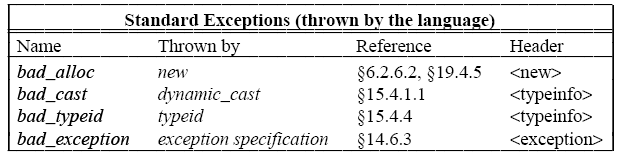 Standard Exceptions (thrown by the language)
Name Thrown by Reference Header
bad_alloc new §6.2.6.2, §19.4.5 <new>
bad_cast dynamic_cast §15.4.1.1 <typeinfo>
bad_typeid typeid §15.4.4 <typeinfo>
bad_exception exception specification §14.6.3 <exception>